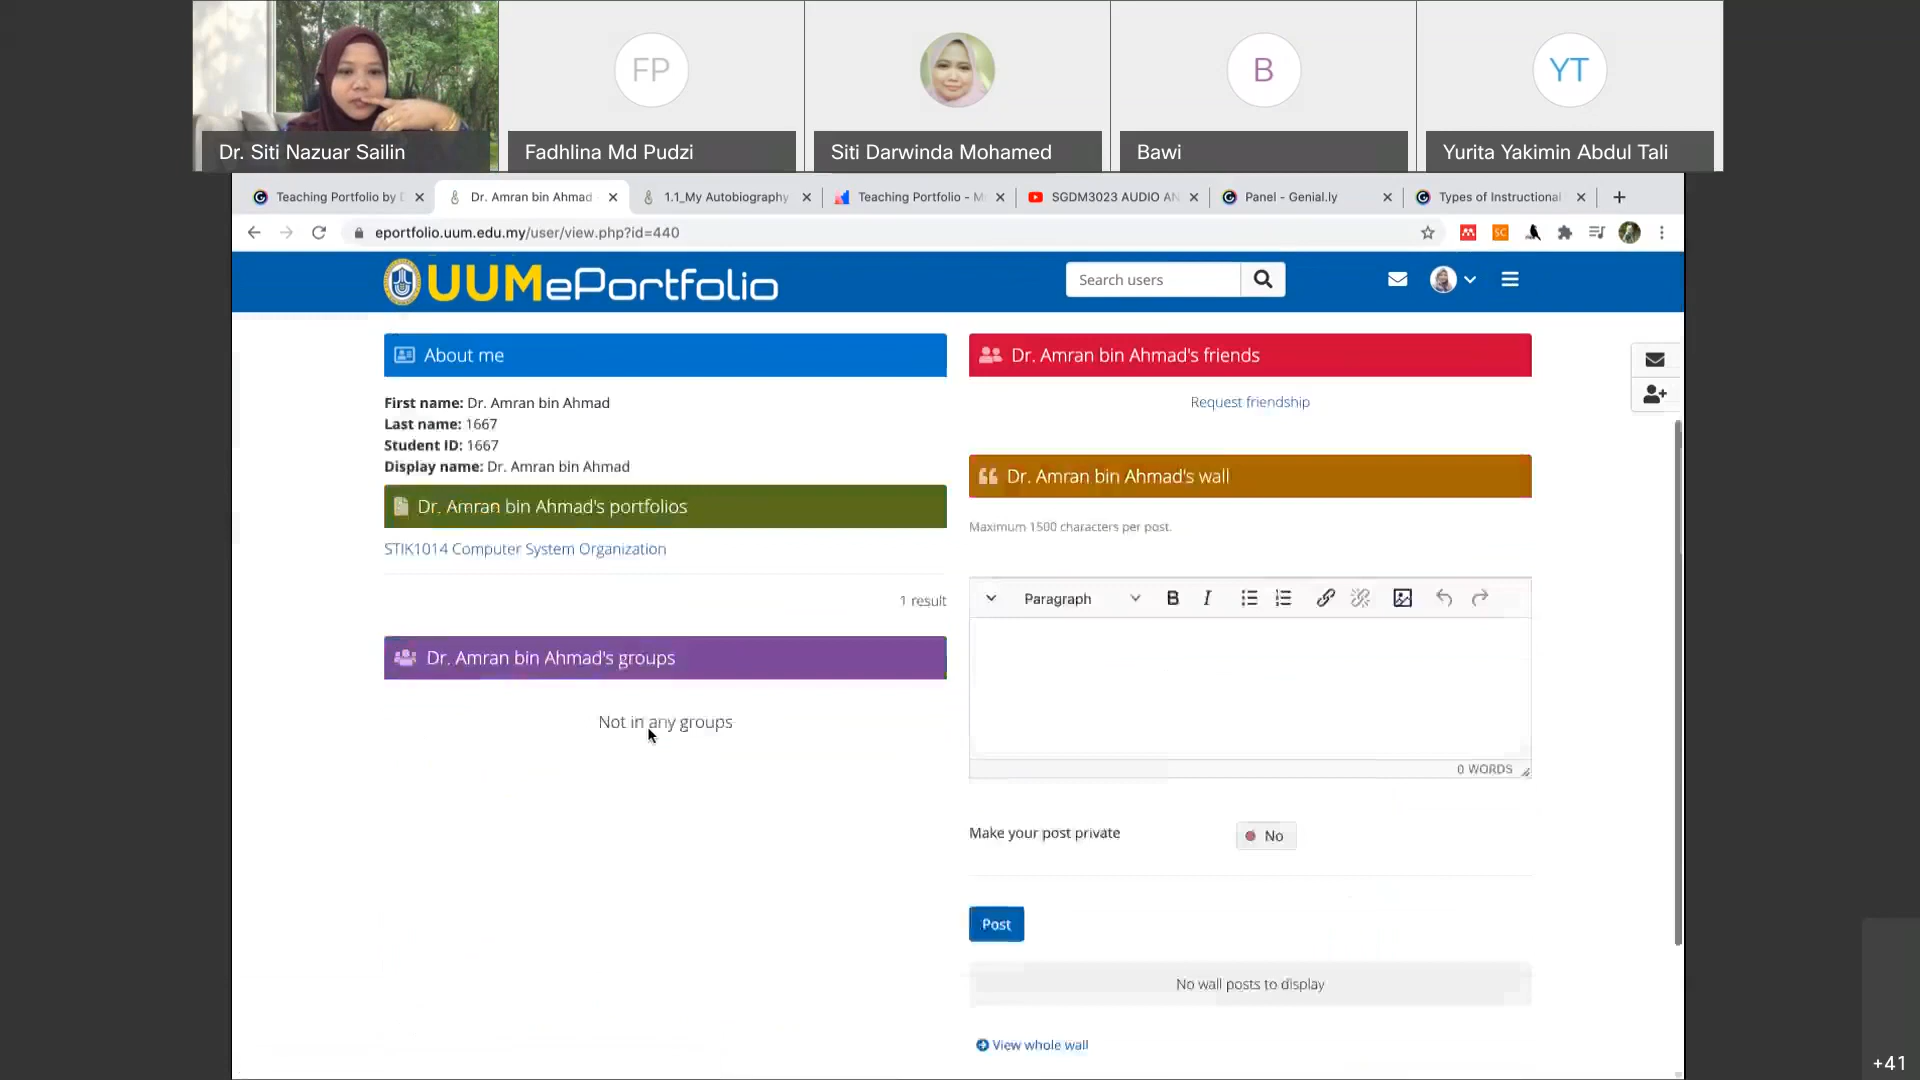 FP
B
YT
Dr. Siti Nazuar Sailin
Fadhlina Md Pudzi
Siti Darwinda Mohamed
Bawi
Yurita Yakimin Abdul Tali
Teaching Portfolio by
Dr. Amran bin Ahmad
1.1_My Autobiography
Teaching Portfolio - M
SGDM3023 AUDIO AN
Panel - Genial.ly
Types of Instructional
eportfolio.uum.edu.my/user/view.php?id=440
SC
UUMePortfolio
Search users
About me
First name: Dr. Amran bin Ahmad
Last name: 1667
Student ID: 1667
Display name: Dr. Amran bin Ahmad
Dr. Amran bin Ahmad's portfolios
STIK1014 Computer System Organization
1 result
Dr. Amran bin Ahmad's groups
Not in any groups
Dr. Amran bin Ahmad's friends
Request friendship
Dr. Amran bin Ahmad's wall
Maximum 1500 characters per post.
Paragraph
B I
0 WORDS
Make your post private
No
Post
No wall posts to display
View whole wall
+41